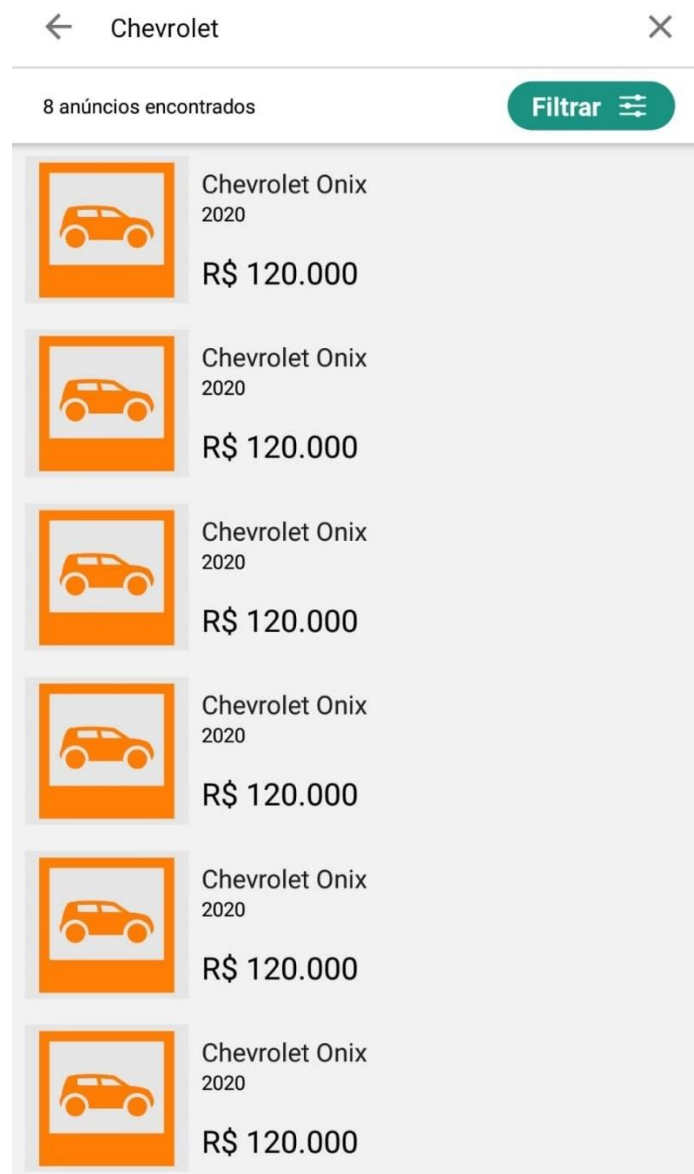 Chevrolet
8 anúncios encontrados
Filtrar
Chevrolet Onix
2020
R$ 120.000
Chevrolet Onix
2020
R$ 120.000
Chevrolet Onix
2020
R$ 120.000
Chevrolet Onix
2020
R$ 120.000
Chevrolet Onix
2020
R$ 120.000
Chevrolet Onix
2020
R$ 120.000